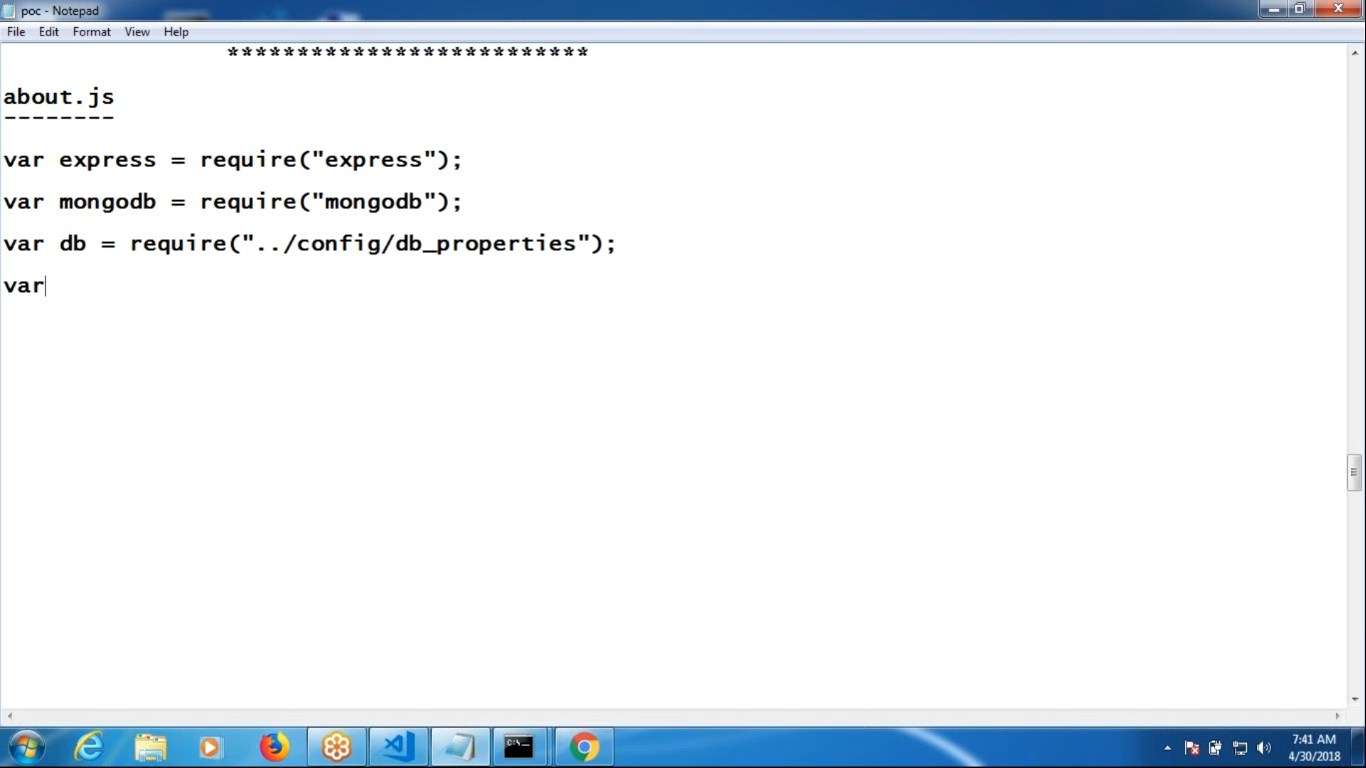 poc - Notepad
File Edit Format View Help
**************************
about.js
--------
var express = require("express");
var mongodb = require("mongodb");
var db = require("../config/db_properties");
var
C:\.
7:41 AM
4/30/2018